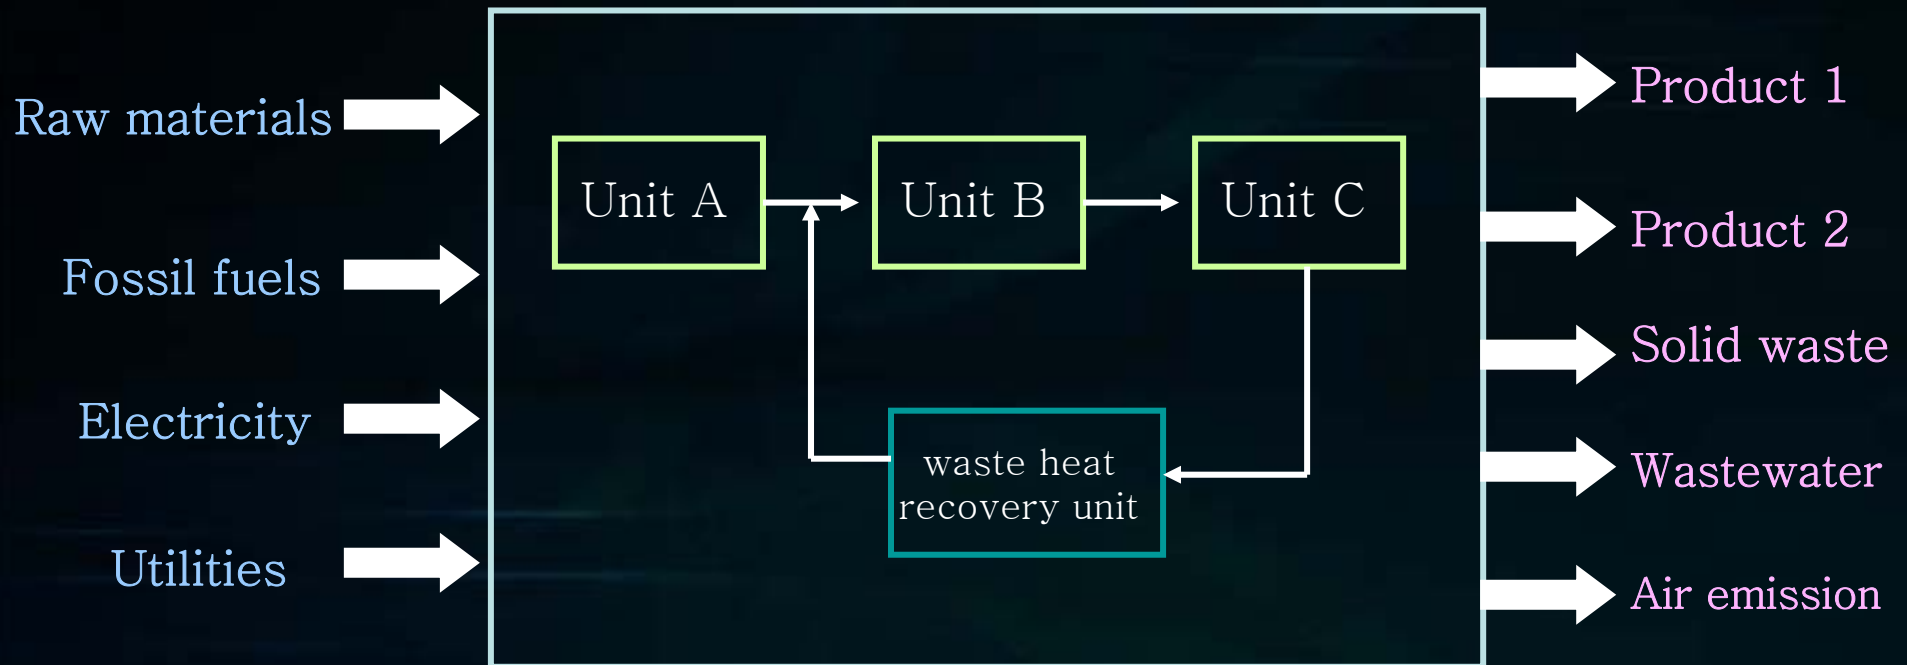 Raw materials
Fossil fuels
Electricity
Utilities
Unit A
Unit B
Unit C
waste heat
recovery unit
Product 1
Product 2
Solid waste
Wastewater
Air emission